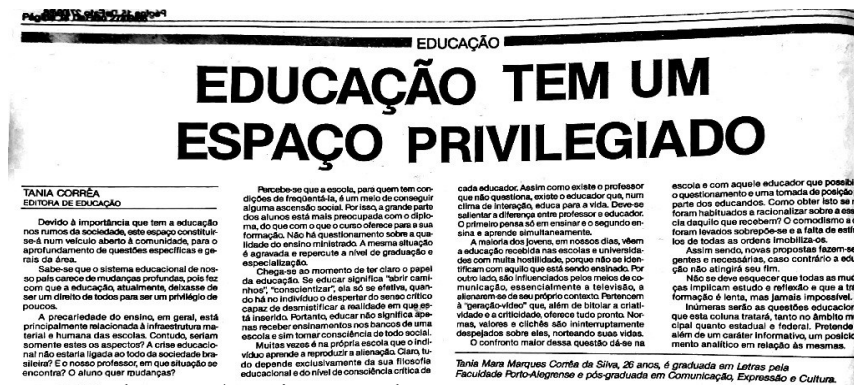 EDUCAÇÃO
EDUCAÇÃO TEM UM
ESPAÇO PRIVILEGIADO
TANIA CORRÊA
EDITORA DE EDUCAÇÃO
Devido à importância que tem a educação
nos rumos da sociedade, este espaço constituir-
se-á num veículo aberto à comunidade, para o
aprofundamento de questões específicas e ge-
rais da área.
Sabe-se que o sistema educacional de nos-
so país carece de mudanças profundas, pois fez
com que a educação, atualmente, deixasse de
ser um direito de todos para ser um privilégio de
poucos.
A precariedade do ensino, em geral, está
principalmente relacionada à infraestrutura ma-
terial e humana das escolas. Contudo, seriam
somente estes os aspectos? A crise educacio-
nal não estaria ligada ao todo da sociedade bra-
sileira? E o nosso professor, em que situação se
encontra? O aluno quer mudanças?
Percebe-se que a escola, para quem tem con-
dições de freqüentá-la, é um meio de conseguir
alguma ascensão social. Por isso, a grande parte
dos alunos está mais preocupada com o diplo-
ma, do que com o que o curso oferece para a sua
formação. Não há questionamento sobre a qua-
lidade do ensino ministrado. A mesma situação
é agravada e repercute a nível de graduação e
especialização.
Chega-se ao momento de ter claro o papel
da educação. Se educar significa "abrir cami-
nhos", "conscientizar", ela só se efetiva, quan-
do há no indivíduo o despertar do senso crítico
capaz de desmistificar a realidade em que es-
tá inserido. Portanto, educar não significa ape-
nas receber ensinamentos nos bancos de uma
escola e sim tomar consciência do todo social.
Muitas vezes é na própria escola que o indi-
víduo aprende a reproduzir a alienação. Claro, tu-
do depende exclusivamente da sua filosofia
educacional e do nível de consciência crítica de
cada educador. Assim como existe o professor
que não questiona, existe o educador que, num
clima de interação, educa para a vida. Deve-se
salientar a diferença entre professor e educador.
O primeiro pensa só em ensinar e o segundo en-
sina e aprende simultaneamente.
A maioria dos jovens, em nossos dias, vêem
a educação recebida nas escolas e universida-
des com muita hostilidade, porque não se iden-
tificam com aquilo que está sendo ensinado. Por
outro lado, são influenciados pelos meios de co-
municação, essencialmente a televisão, a
alienarem-se de seu próprio contexto. Pertencem
à "geração-vídeo" que, além de bitolar a criati-
vidade e a criticidade, oferece tudo pronto. Nor-
mas, valores e clichês são ininterruptamente
despejados sobre eles, norteando suas vidas.
O confronto maior dessa questão dá-se na
escola e com aquele educador que possibi
o questionamento e uma tomada de posição
parte dos educandos. Como obter isto se
foram habituados a racionalizar sobre a
cia daquilo que recebem? O comodismo a
foram levados sobrepõe-se e a falta de
los de todas as ordens imobiliza-os.
Assim sendo, novas propostas fazem-se
gentes e necessárias, caso contrário a edu
ção não atingirá seu fim.
Não se deve esquecer que todas as mu
ças implicam estudo e reflexão e que a
formação é lenta, mas jamais impossível.
Inúmeras serão as questões educacio
que esta coluna tratará, tanto no âmbito
cipal quanto estadual e federal. Pretende
além de um caráter informativo, um posicio
mento analítico em relação às mesmas.
Tania Mara Marques Corrêa da Silva, 26 anos, é graduada em Letras pela
Faculdade Porto-Alegrense e pós-graduada em Comunicação, Expressão e Cultura.